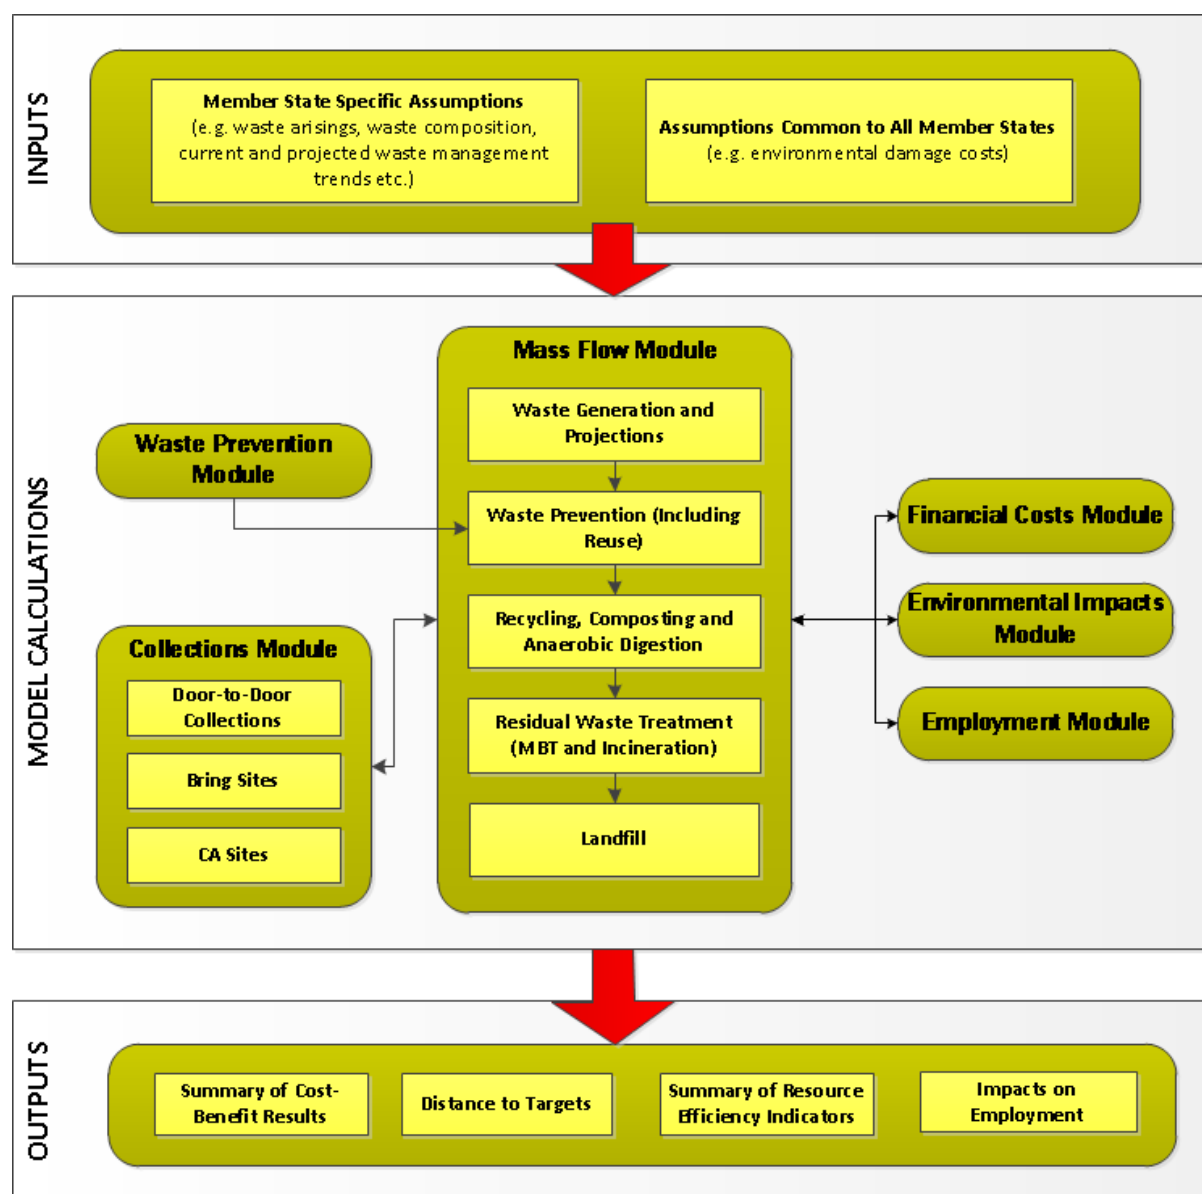 INPUTS
Member State Specific Assumptions
(e.g. waste arisings, waste composition,
current and projected waste management
trends etc.)
Assumptions Common to All Member States
(e.g. environmental damage costs)
MODEL CALCULATIONS
Waste Prevention
Module
Collections Module
Door-to-Door
Collections
Bring Sites
CA Sites
Mass Flow Module
Waste Generation and
Projections
Waste Prevention (Including
Reuse)
Recycling, Composting and
Anaerobic Digestion
Residual Waste Treatment
(MBT and Incineration)
Landfill
Financial Costs Module
Environmental Impacts
Module
Employment Module
OUTPUTS
Summary of Cost-
Benefit Results
Distance to Targets
Summary of Resource
Efficiency Indicators
Impacts on
Employment